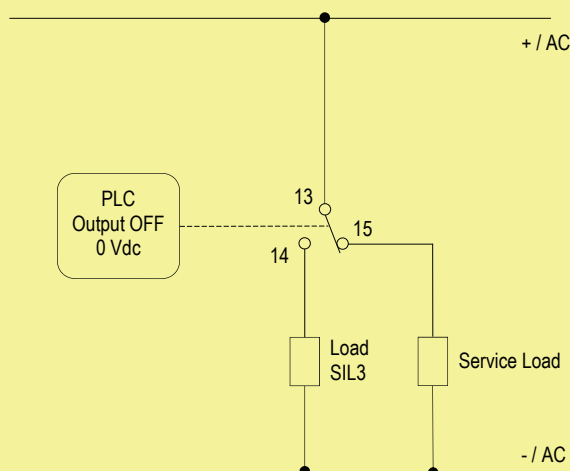 + / AC
PLC
Output OFF
0 Vdc
13
15
14
Load
SIL3
Service Load
- / AC